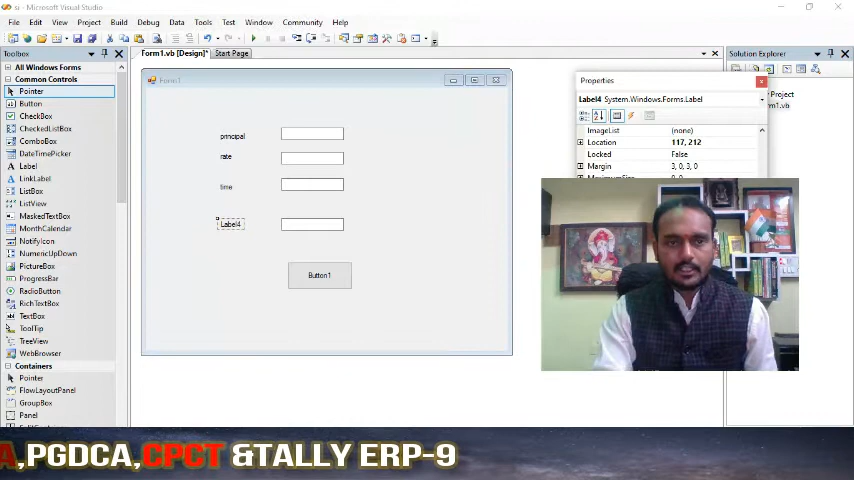 si - Microsoft Visual Studio
File Edit View Project Build Debug Data Tools Test Window Community Help
Toolbox
Form1.vb [Design]* Start Page
Solution Explorer
All Windows Forms
Common Controls
Pointer
Button
CheckBox
CheckedListBox
ComboBox
DateTimePicker
Label
LinkLabel
ListBox
ListView
MaskedTextBox
MonthCalendar
NotifyIcon
NumericUpDown
PictureBox
ProgressBar
RadioButton
RichTextBox
TextBox
ToolTip
TreeView
WebBrowser
Containers
Pointer
FlowLayoutPanel
GroupBox
Panel
Form1
principal
rate
time
Label4
Button1
Properties
Label4 System.Windows.Forms.Label
ImageList (none)
Location 117, 212
Locked False
Margin 3, 0, 3, 0
Project
rm1.vb
A,PGDCA,CPCT &TALLY ERP-9